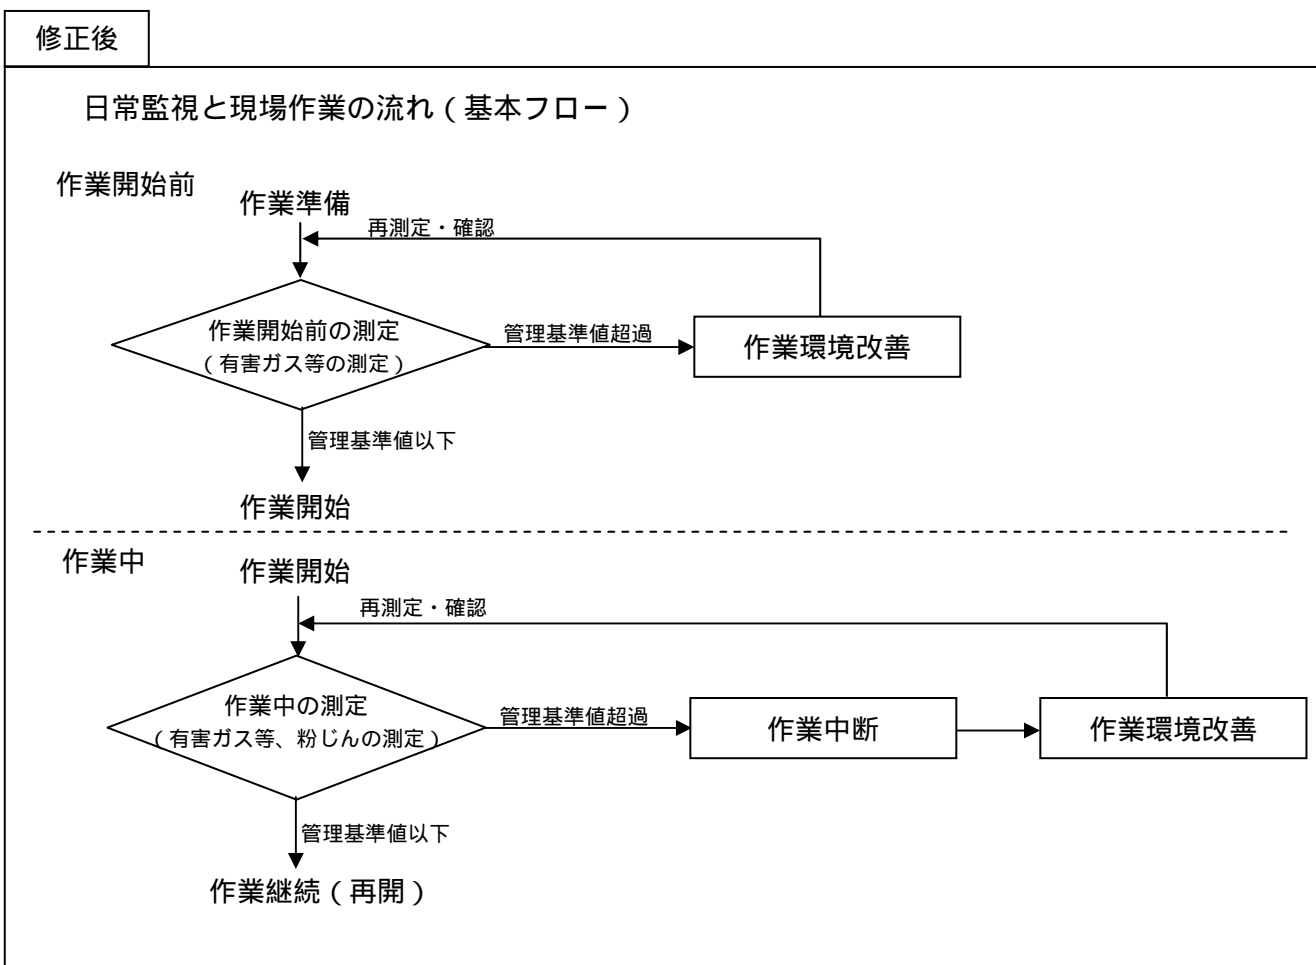 修正後
日常監視と現場作業の流れ（基本フロー）
作業開始前
作業準備
再測定・確認
作業開始前の測定
（有害ガス等の測定）
管理基準値超過
作業環境改善
管理基準値以下
作業開始
作業中
作業開始
再測定・確認
作業中の測定
（有害ガス等、粉じんの測定）
管理基準値超過
作業中断
作業環境改善
管理基準値以下
作業継続（再開）